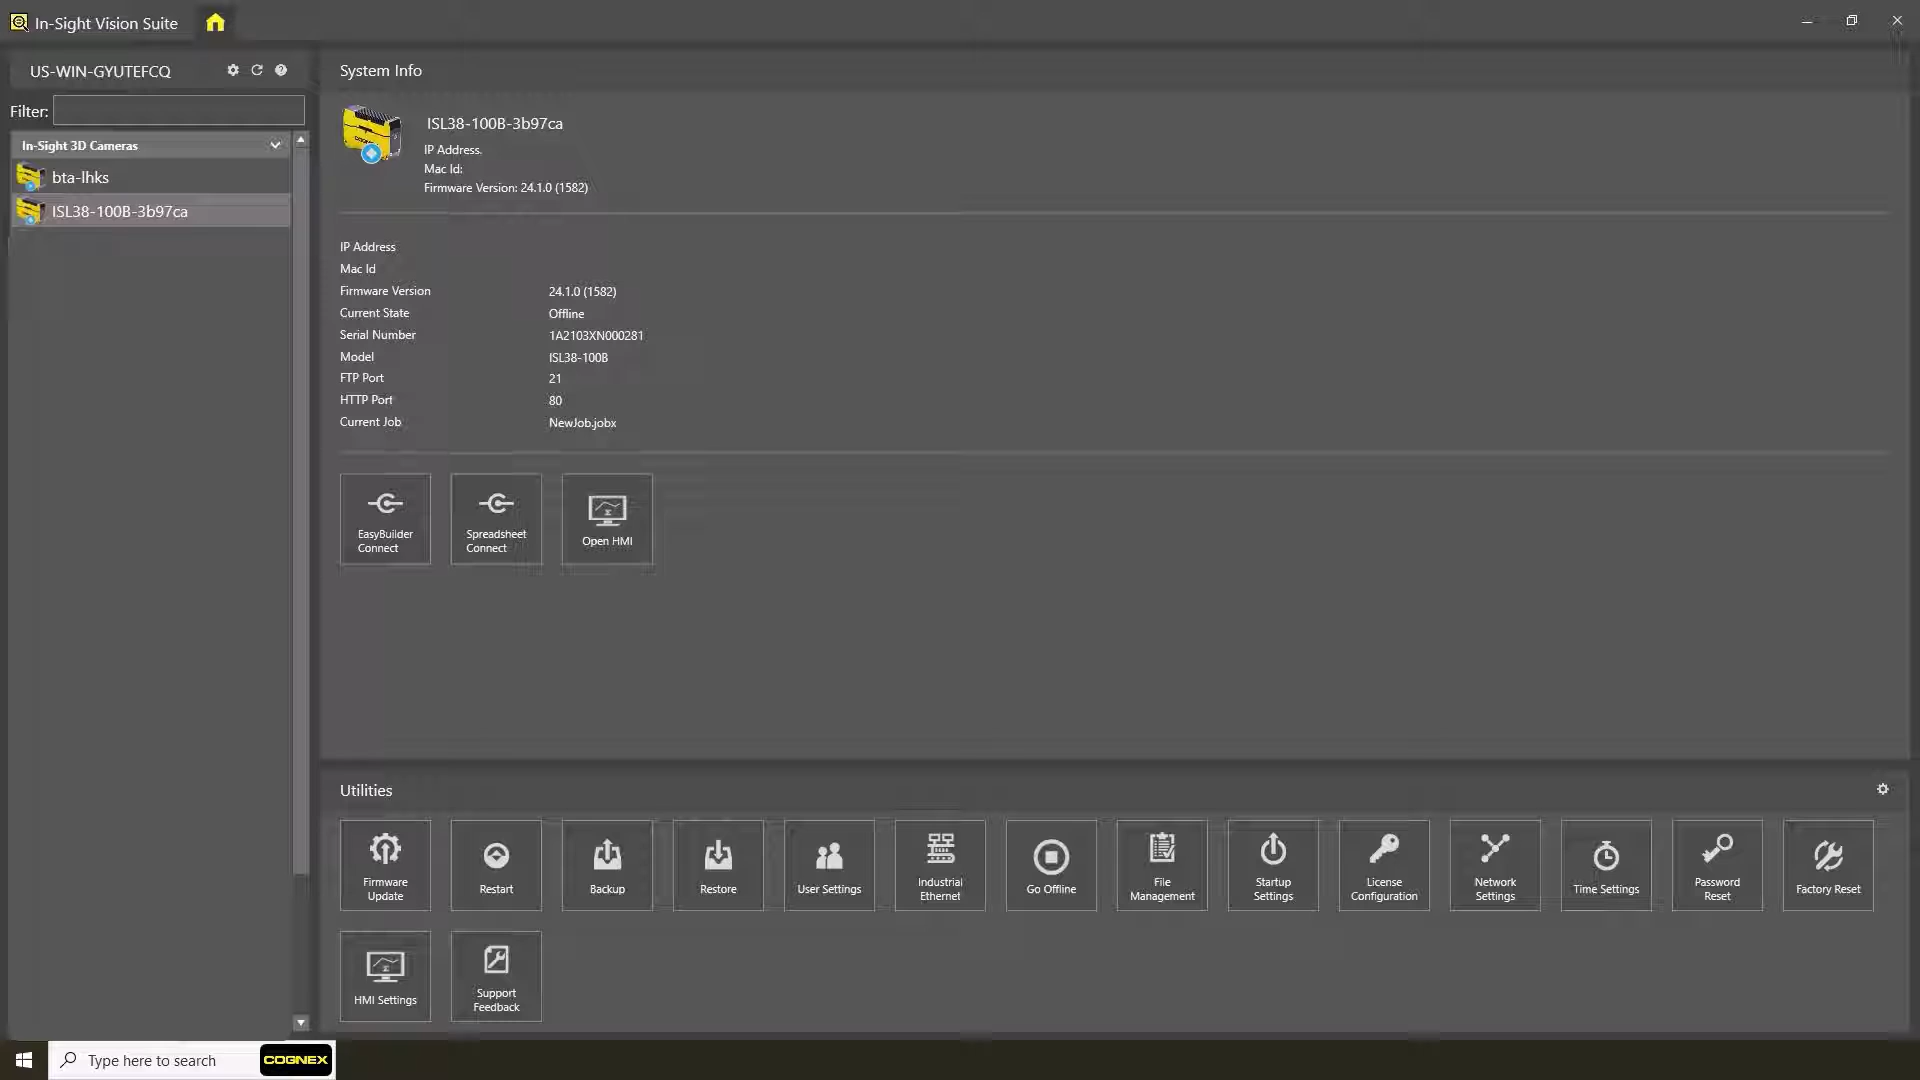 In-Sight Vision Suite
US-WIN-GYUTEFCQ
Filter:
In-Sight 3D Cameras
bta-lhks
ISL38-100B-3b97ca
System Info
ISL38-100B-3b97ca
IP Address.
Mac Id:
Firmware Version: 24.1.0 (1582)
IP Address
Mac Id
Firmware Version 24.1.0 (1582)
Current State Offline
Serial Number 1A2103XN000281
Model ISL38-100B
FTP Port 21
HTTP Port 80
Current Job NewJob.jobx
EasyBuilder
Connect
Spreadsheet
Connect
Open HMI
Utilities
Firmware
Update
Restart
Backup
Restore
User Settings
Industrial
Ethernet
Go Offline
File
Management
Startup
Settings
License
Configuration
Network
Settings
Time Settings
Password
Reset
Factory Reset
HMI Settings
Support
Feedback
Type here to search
COGNEX